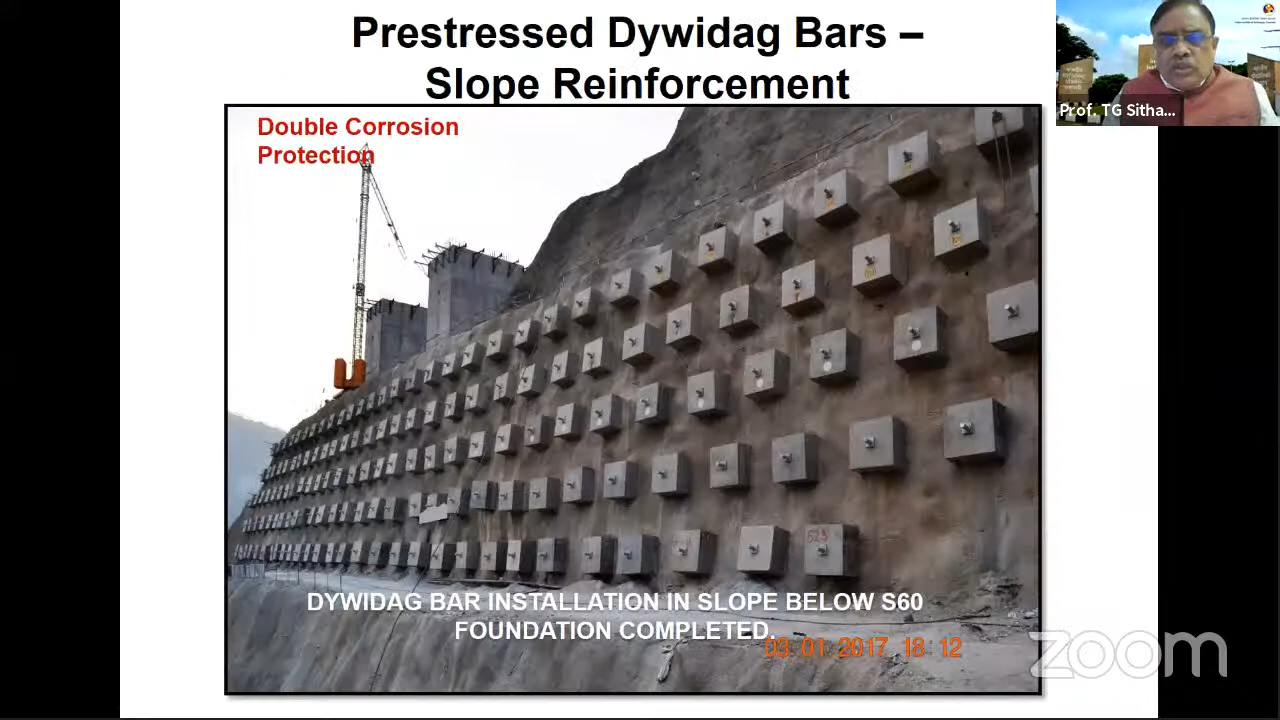 Prestressed Dywidag Bars –
Slope Reinforcement
Prof. TG Sitha...
Double Corrosion
Protection
DYWIDAG BAR INSTALLATION IN SLOPE BELOW S60
FOUNDATION COMPLETED.
03 01 2017 18 12
zoom